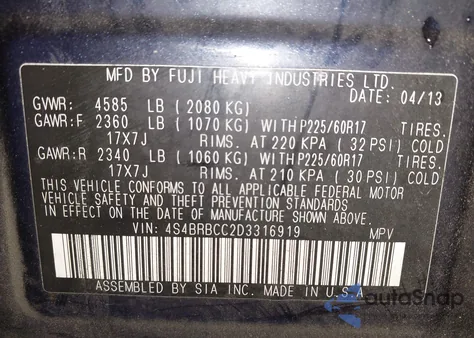 MFD BY FUJI HEAVY INDUSTRIES LTD.
DATE: 04/13
GVWR: 4585 LB (2080 KG)
GAWR:F 2360 LB (1070 KG) WITH P225/60R17 TIRES.
17X7J RIMS. AT 220 KPA (32 PSI) COLD
GAWR:R 2340 LB (1060 KG) WITH P225/60R17 TIRES.
17X7J RIMS. AT 210 KPA (30 PSI) COLD
THIS VEHICLE CONFORMS TO ALL APPLICABLE FEDERAL MOTOR
VEHICLE SAFETY AND THEFT PREVENTION STANDARDS
IN EFFECT ON THE DATE OF MANUFACTURE SHOWN ABOVE.
VIN: 4S4BRBCC2D3316919 MPV
ASSEMBLED BY SIA INC. MADE IN U.S.A.
autoSnap